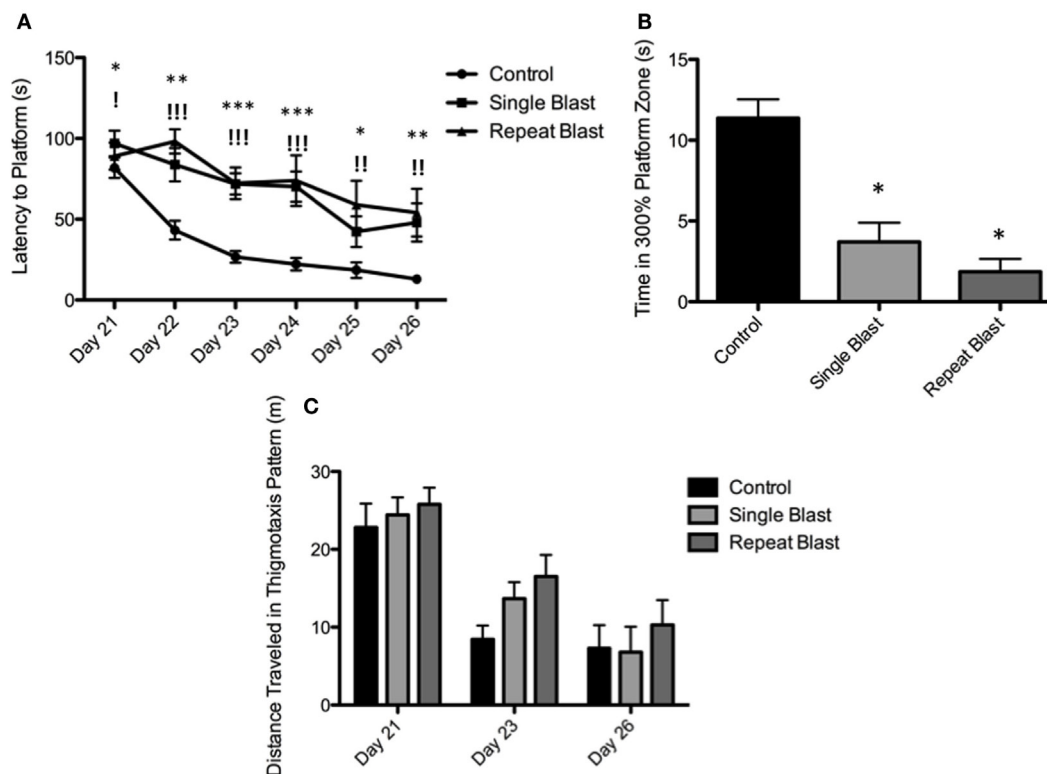 A
Latency to Platform (s)
150
100
50
0
* ** *** *** * **
! !!! !!! !!! !! !!
Control
Single Blast
Repeat Blast
Day 21
Day 22
Day 23
Day 24
Day 25
Day 26
B
Time in 300% Platform Zone (s)
15
10
5
0
*
*
Control
Single Blast
Repeat Blast
C
Distance Traveled in Thigmotaxis Pattern (m)
30
20
10
0
Control
Single Blast
Repeat Blast
Day 21
Day 23
Day 26